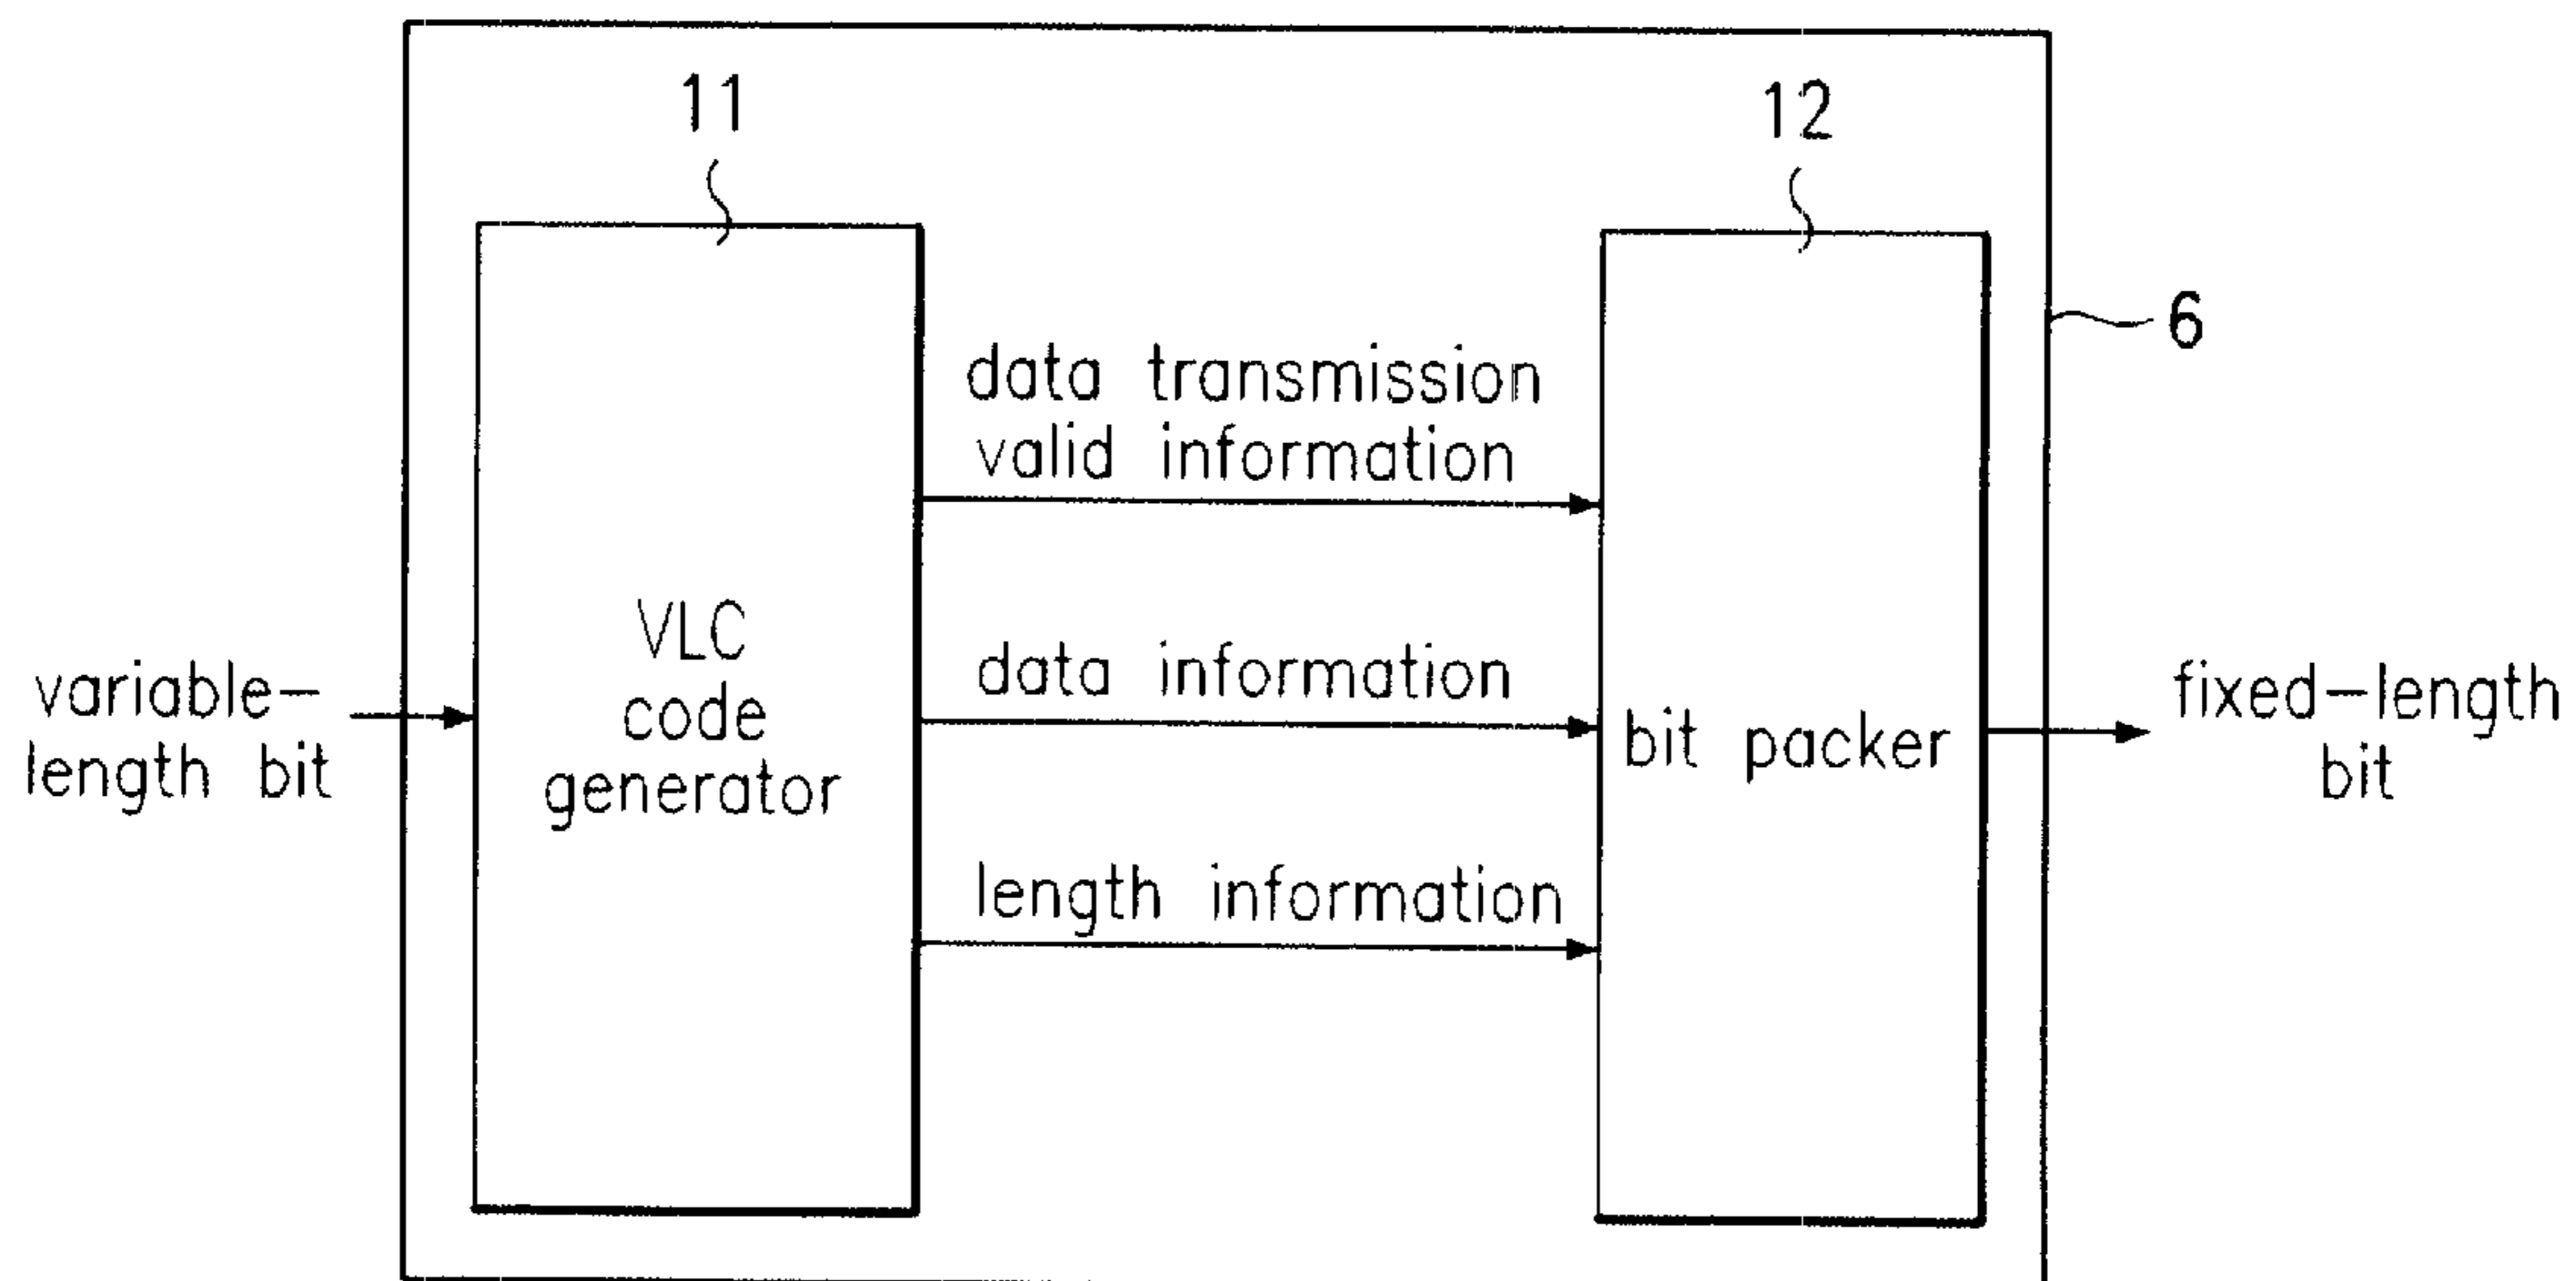 11
12
6
data transmission
valid information
VLC
code
generator
data information
variable-
length bit
bit packer
fixed-length
bit
length information